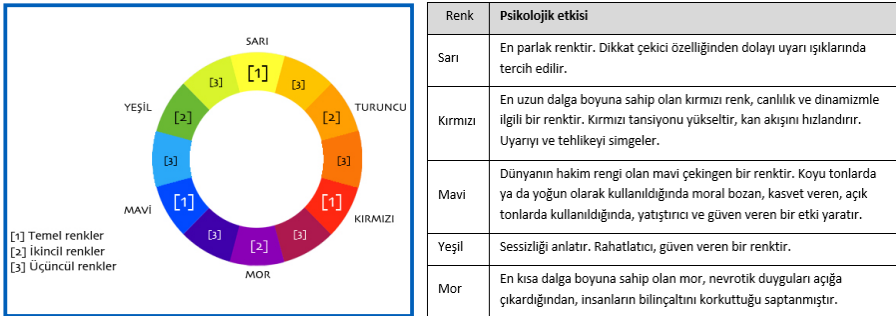 SARI
[1]
[3]
[3]
YEŞİL
TURUNCU
[2]
[2]
[3]
[3]
MAVİ
[1]
[1]
KIRMIZI
[3]
[3]
[2]
MOR
[1] Temel renkler
[2] İkincil renkler
[3] Üçüncül renkler
Renk Psikolojik etkisi
Sarı
En parlak renktir. Dikkat çekici özelliğinden dolayı uyarı ışıklarında
tercih edilir.
Kırmızı
En uzun dalga boyuna sahip olan kırmızı renk, canlılık ve dinamizmle
ilgili bir renktir. Kırmızı tansiyonu yükseltir, kan akışını hızlandırır.
Uyarıyı ve tehlikeyi simgeler.
Mavi
Dünyanın hakim rengi olan mavi çekingen bir renktir. Koyu tonlarda
ya da yoğun olarak kullanıldığında moral bozan, kasvet veren, açık
tonlarda kullanıldığında, yatıştırıcı ve güven veren bir etki yaratır.
Yeşil
Sessizliği anlatır. Rahatlatıcı, güven veren bir renktir.
Mor
En kısa dalga boyuna sahip olan mor, nevrotik duyguları açığa
çıkardığından, insanların bilinçaltını korkuttuğu saptanmıştır.